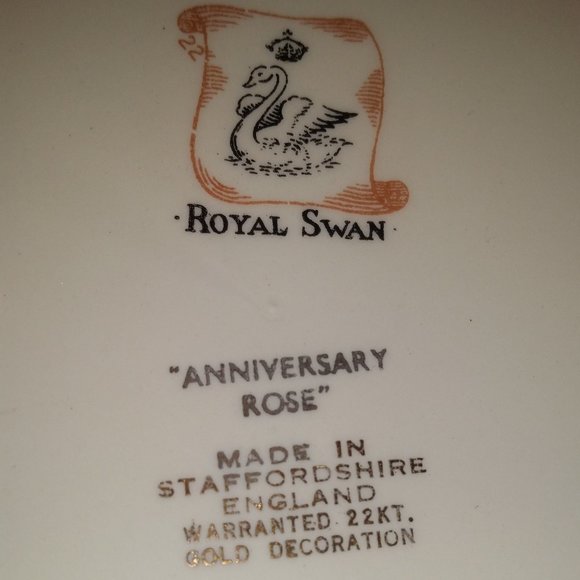 22
·ROYAL SWAN·
"ANNIVERSARY
ROSE"
MADE IN
STAFFORDSHIRE
ENGLAND
WARRANTED 22KT.
GOLD DECORATION